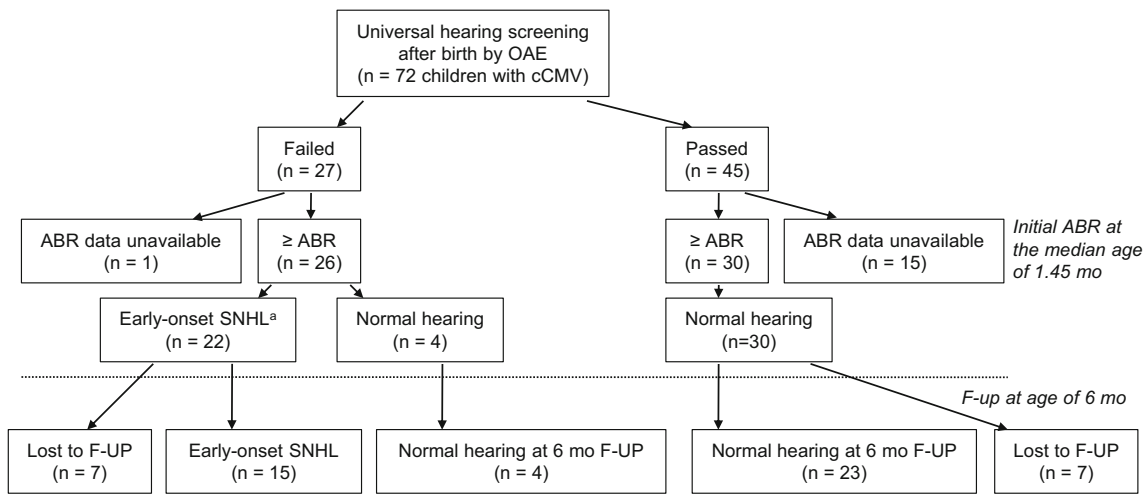 Universal hearing screening
after birth by OAE
(n = 72 children with cCMV)
Failed
(n = 27)
Passed
(n = 45)
ABR data unavailable
(n = 1)
≥ ABR
(n = 26)
≥ ABR
(n = 30)
ABR data unavailable
(n = 15)
Initial ABR at
the median age
of 1.45 mo
Early-onset SNHLᵃ
(n = 22)
Normal hearing
(n = 4)
Normal hearing
(n=30)
F-up at age of 6 mo
Lost to F-UP
(n = 7)
Early-onset SNHL
(n = 15)
Normal hearing at 6 mo F-UP
(n = 4)
Normal hearing at 6 mo F-UP
(n = 23)
Lost to F-UP
(n = 7)